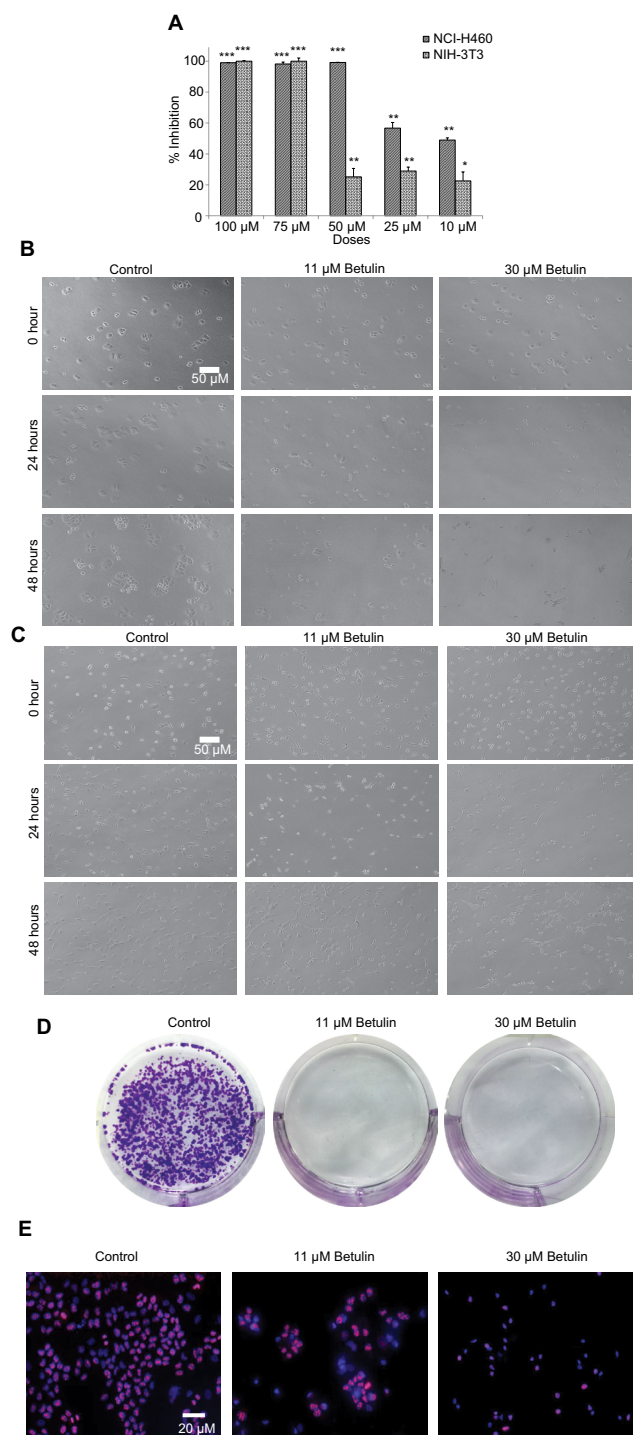 A
NCI-H460
NIH-3T3
*** *** *** *** *** ** ** ** ** *
% Inhibition
100
80
60
40
20
0
100 µM 75 µM 50 µM 25 µM 10 µM
Doses
B
Control 11 µM Betulin 30 µM Betulin
0 hour
50 µM
24 hours
48 hours
C
Control 11 µM Betulin 30 µM Betulin
0 hour
50 µM
24 hours
48 hours
D
Control 11 µM Betulin 30 µM Betulin
E
Control 11 µM Betulin 30 µM Betulin
20 µm